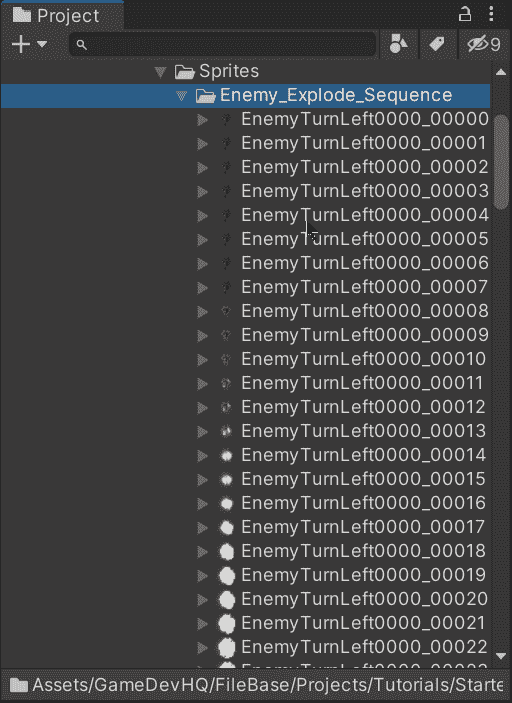 Project
9
Sprites
Enemy_Explode_Sequence
EnemyTurnLeft0000_00000
EnemyTurnLeft0000_00001
EnemyTurnLeft0000_00002
EnemyTurnLeft0000_00003
EnemyTurnLeft0000_00004
EnemyTurnLeft0000_00005
EnemyTurnLeft0000_00006
EnemyTurnLeft0000_00007
EnemyTurnLeft0000_00008
EnemyTurnLeft0000_00009
EnemyTurnLeft0000_00010
EnemyTurnLeft0000_00011
EnemyTurnLeft0000_00012
EnemyTurnLeft0000_00013
EnemyTurnLeft0000_00014
EnemyTurnLeft0000_00015
EnemyTurnLeft0000_00016
EnemyTurnLeft0000_00017
EnemyTurnLeft0000_00018
EnemyTurnLeft0000_00019
EnemyTurnLeft0000_00020
EnemyTurnLeft0000_00021
EnemyTurnLeft0000_00022
Assets/GameDevHQ/FileBase/Projects/Tutorials/Starte